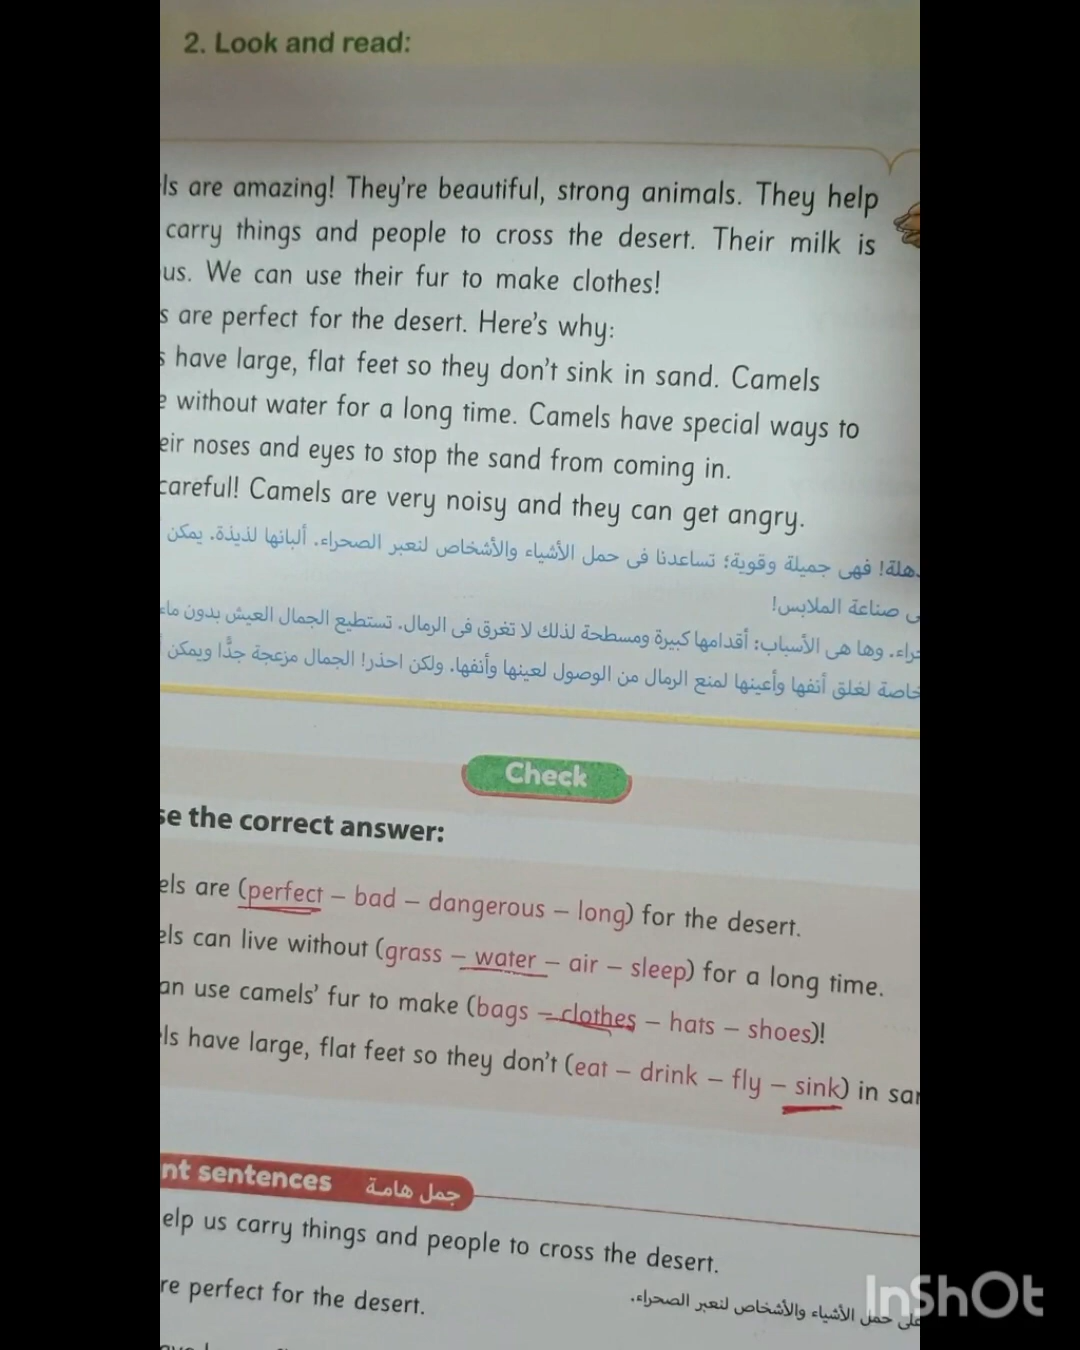 2. Look and read:
ls are amazing! They're beautiful, strong animals. They help
carry things and people to cross the desert. Their milk is
us. We can use their fur to make clothes!
s are perfect for the desert. Here's why:
s have large, flat feet so they don't sink in sand. Camels
e without water for a long time. Camels have special ways to
eir noses and eyes to stop the sand from coming in.
careful! Camels are very noisy and they can get angry.
هلة! فهى جميلة وقوية؛ تساعدنا فى حمل الأشياء والأشخاص لنعبر الصحراء. ألبانها لذيذة. يمكن
ى صناعة الملابس!
راء. وها هى الأسباب: أقدامها كبيرة ومسطحة لذلك لا تغرق فى الرمال. تستطيع الجمال العيش بدون ماء
خاصة لغلق أنفها وأعينها لمنع الرمال من الوصول لعينها وأنفها. ولكن احذر! الجمال مزعجة جدًّا ويمكن
Check
se the correct answer:
els are (perfect – bad – dangerous – long) for the desert.
els can live without (grass – water – air – sleep) for a long time.
an use camels' fur to make (bags – clothes – hats – shoes)!
ls have large, flat feet so they don't (eat – drink – fly – sink) in sar
nt sentences جمل هامة
elp us carry things and people to cross the desert.
على حمل الأشياء والأشخاص لنعبر الصحراء.
re perfect for the desert.
InShOt